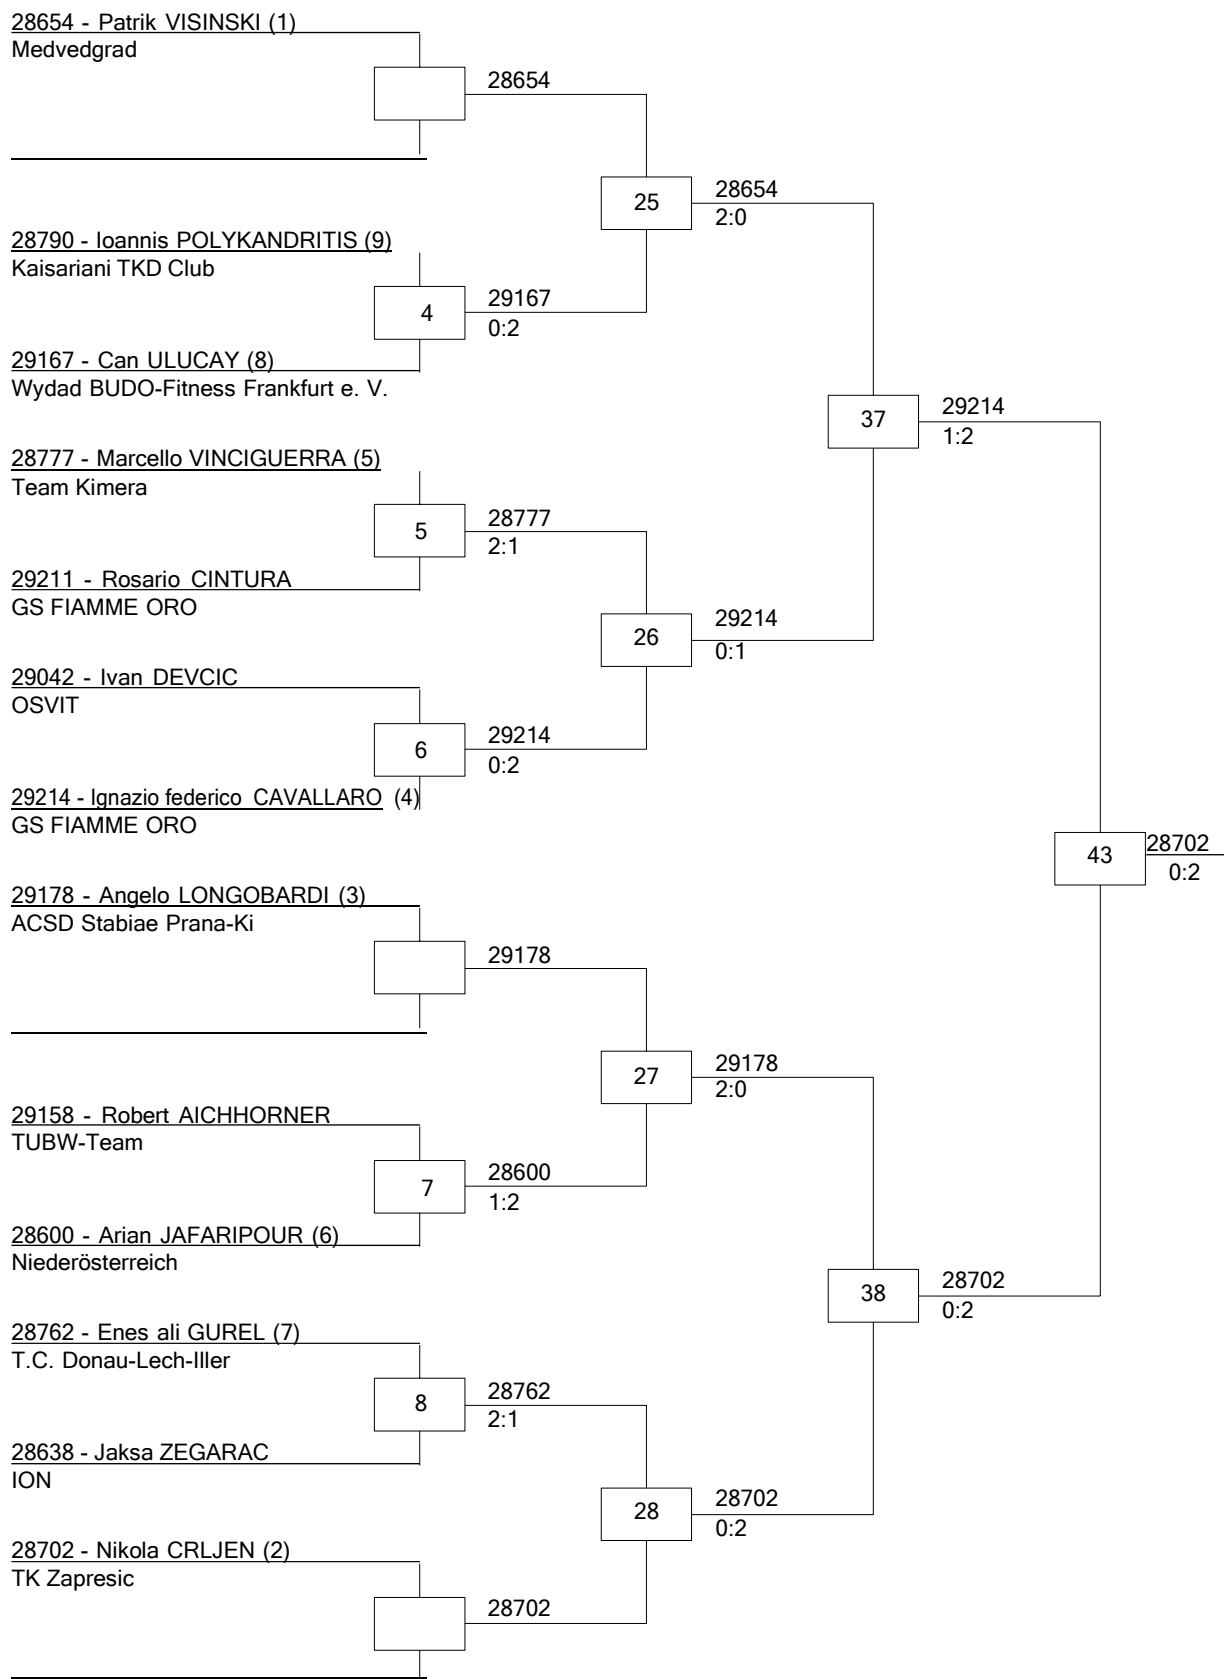 28654 - Patrik VISINSKI (1)
Medvedgrad
28654
25
28654
2:0
28790 - Ioannis POLYKANDRITIS (9)
Kaisariani TKD Club
4
29167
0:2
29167 - Can ULUCAY (8)
Wydad BUDO-Fitness Frankfurt e. V.
37
29214
1:2
28777 - Marcello VINCIGUERRA (5)
Team Kimera
5
28777
2:1
29211 - Rosario CINTURA
GS FIAMME ORO
26
29214
0:1
29042 - Ivan DEVCIC
OSVIT
6
29214
0:2
29214 - Ignazio federico CAVALLARO (4)
GS FIAMME ORO
43
28702
0:2
29178 - Angelo LONGOBARDI (3)
ACSD Stabiae Prana-Ki
29178
27
29178
2:0
29158 - Robert AICHHORNER
TUBW-Team
7
28600
1:2
28600 - Arian JAFARIPOUR (6)
Niederösterreich
38
28702
0:2
28762 - Enes ali GUREL (7)
T.C. Donau-Lech-Iller
8
28762
2:1
28638 - Jaksa ZEGARAC
ION
28
28702
0:2
28702 - Nikola CRLJEN (2)
TK Zapresic
28702